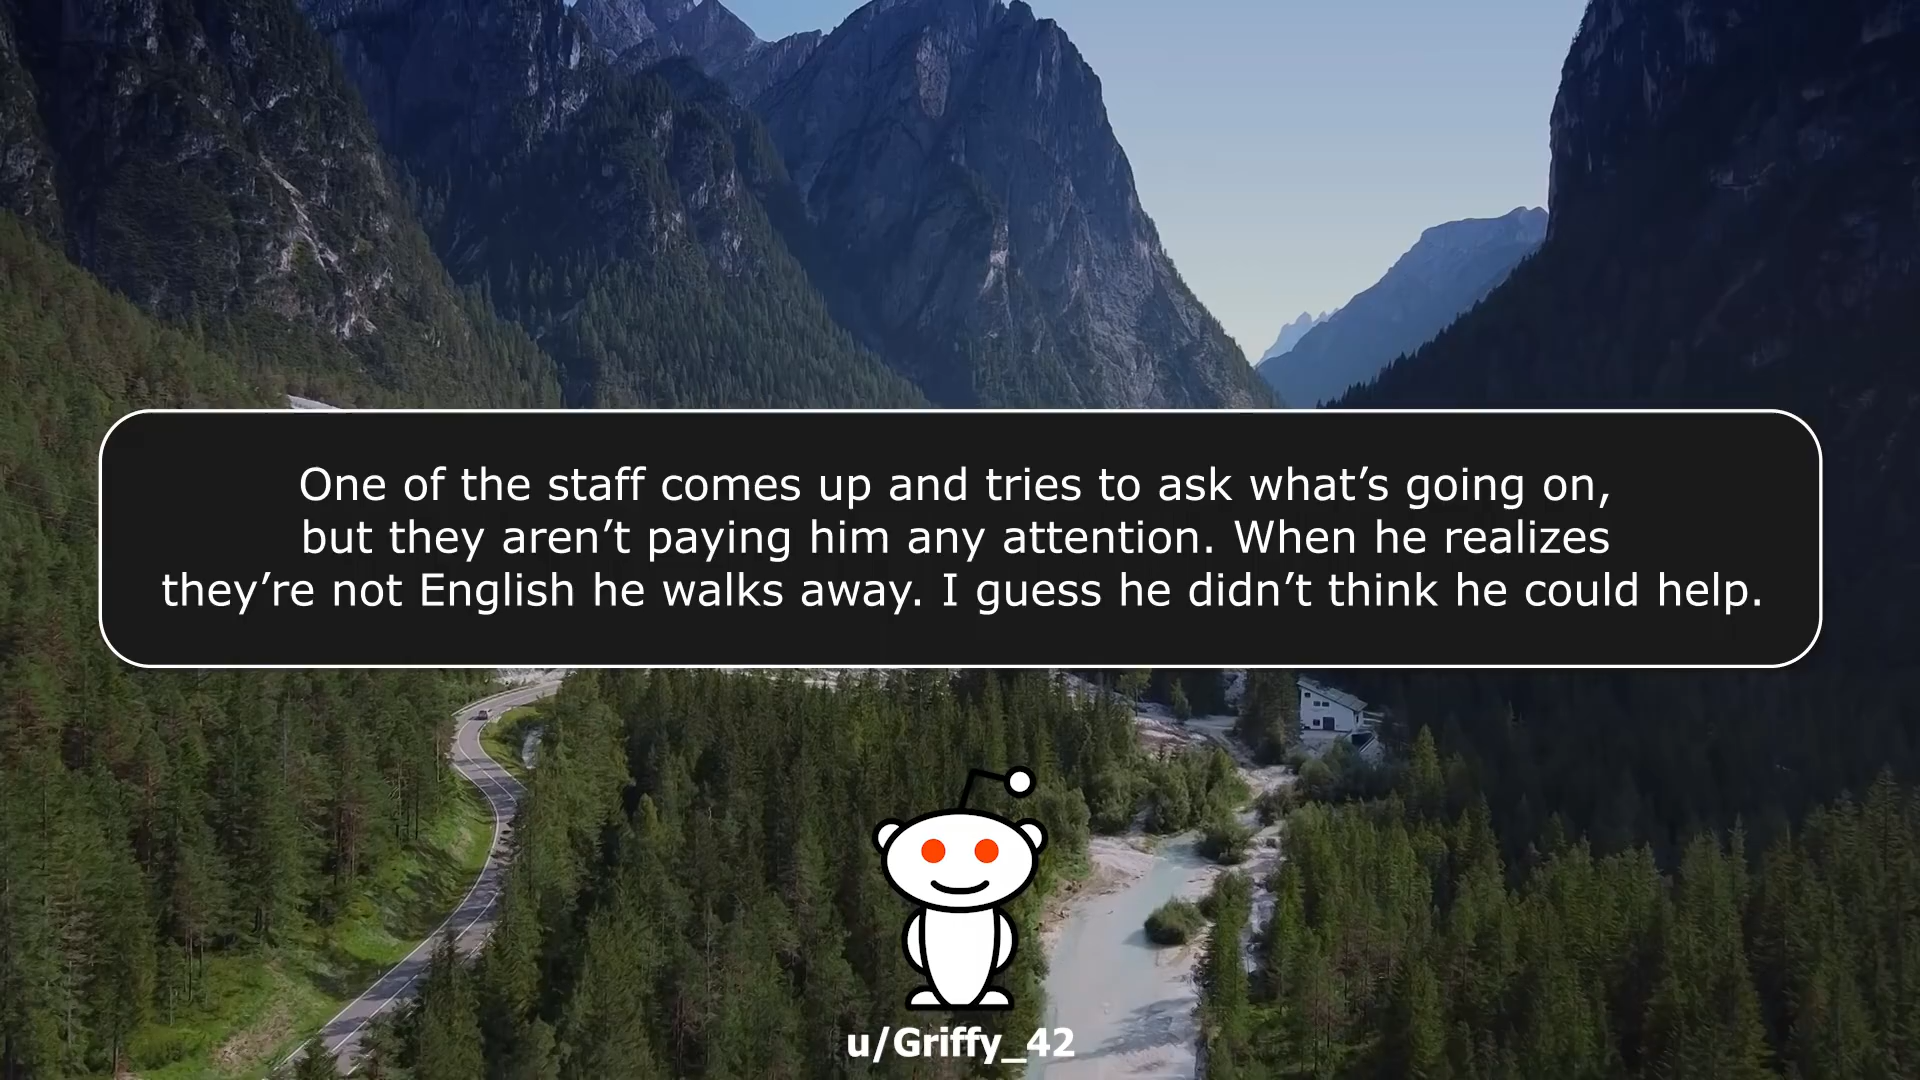 One of the staff comes up and tries to ask what’s going on,
but they aren’t paying him any attention. When he realizes
they’re not English he walks away. I guess he didn’t think he could help.
u/Griffy_42